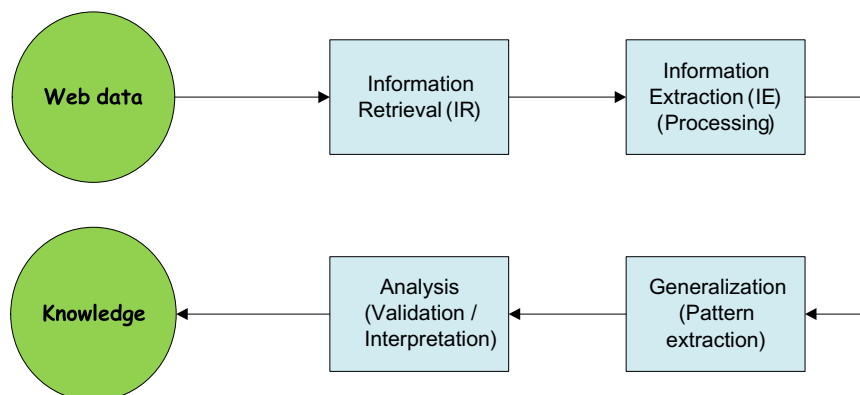 Web data
Information
Retrieval (IR)
Information
Extraction (IE)
(Processing)
Knowledge
Analysis
(Validation /
Interpretation)
Generalization
(Pattern
extraction)